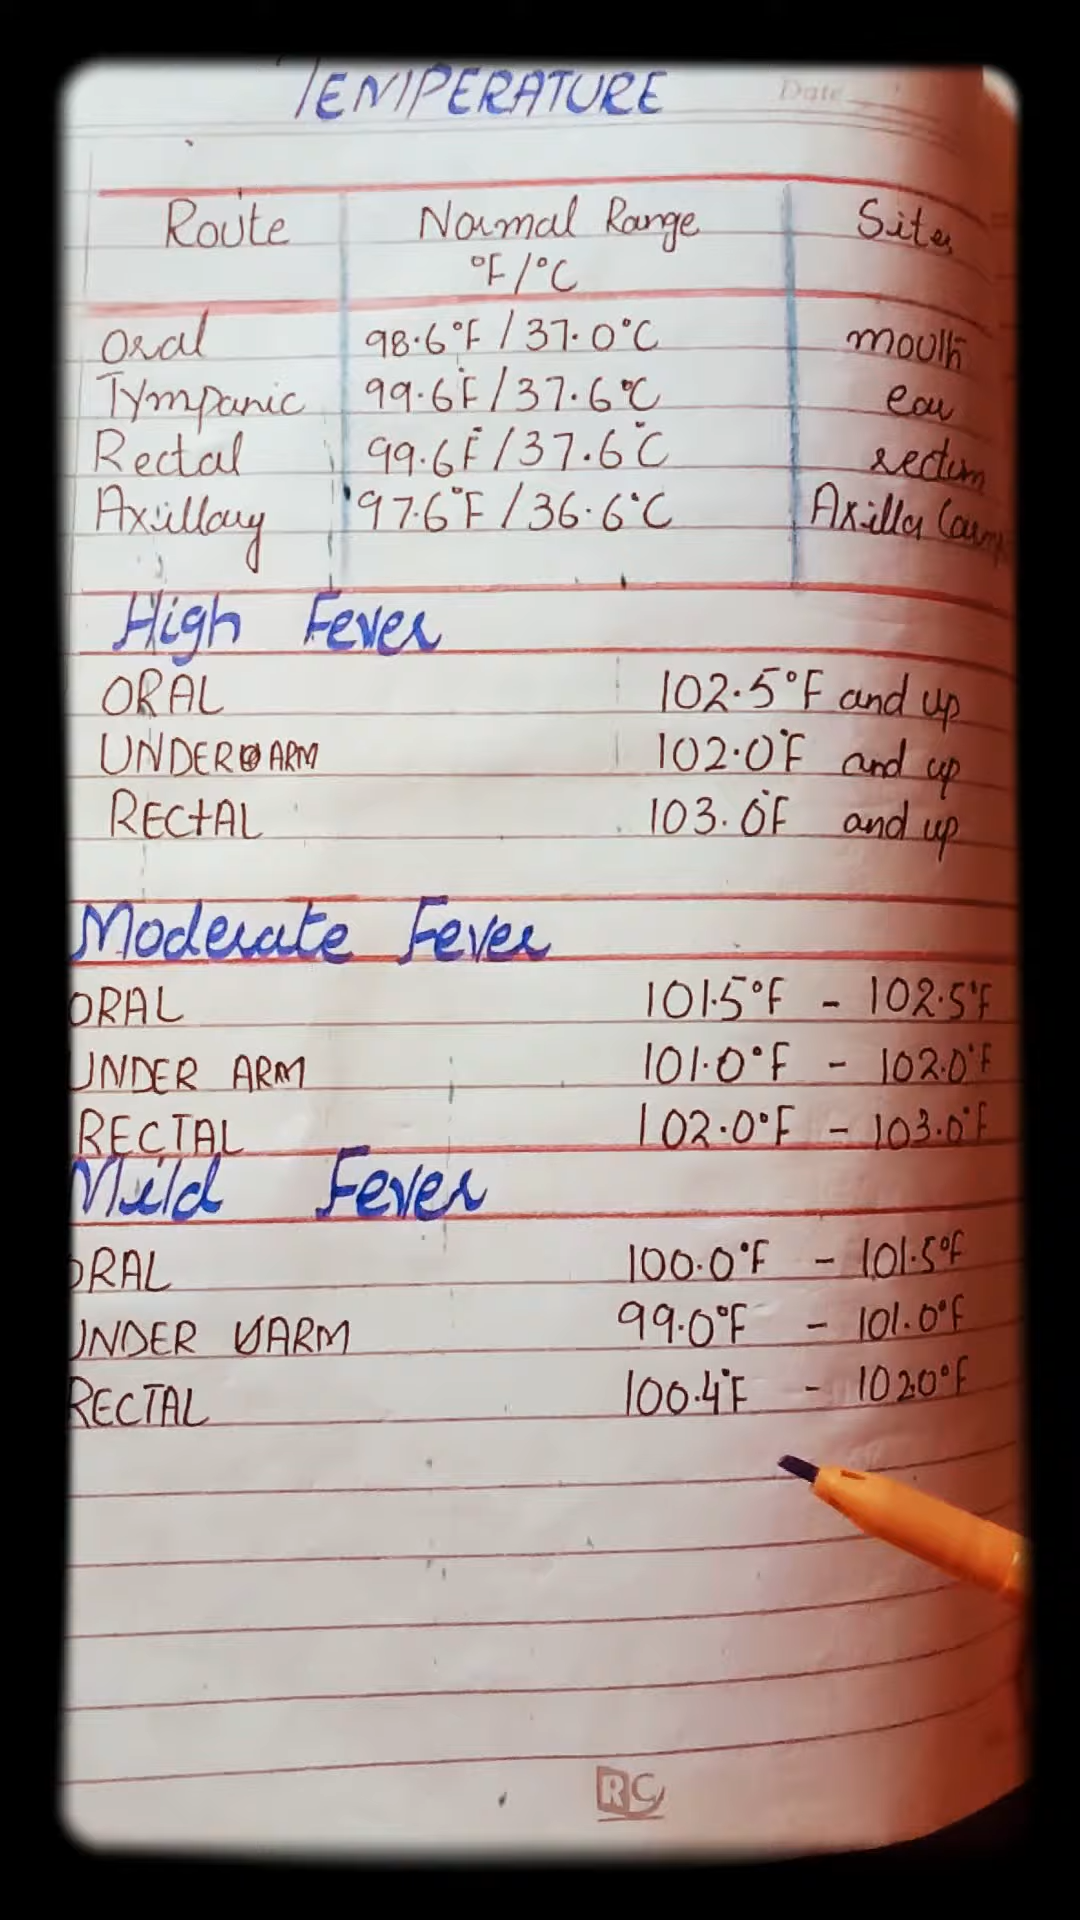 TEMPERATURE
Date
Route Normal Range Sites
°F/°C
Oral 98.6°F / 37.0°C mouth
Tympanic 99.6°F / 37.6°C ear
Rectal 99.6°F / 37.6°C rectum
Axillary 97.6°F / 36.6°C Axilla
High Fever
ORAL 102.5°F and up
UNDER ARM 102.0°F and up
RECTAL 103.0°F and up
Moderate Fever
ORAL 101.5°F - 102.5°F
UNDER ARM 101.0°F - 102.0°F
RECTAL 102.0°F - 103.0°F
Mild Fever
ORAL 100.0°F - 101.5°F
UNDER ARM 99.0°F - 101.0°F
RECTAL 100.4°F - 102.0°F
RC